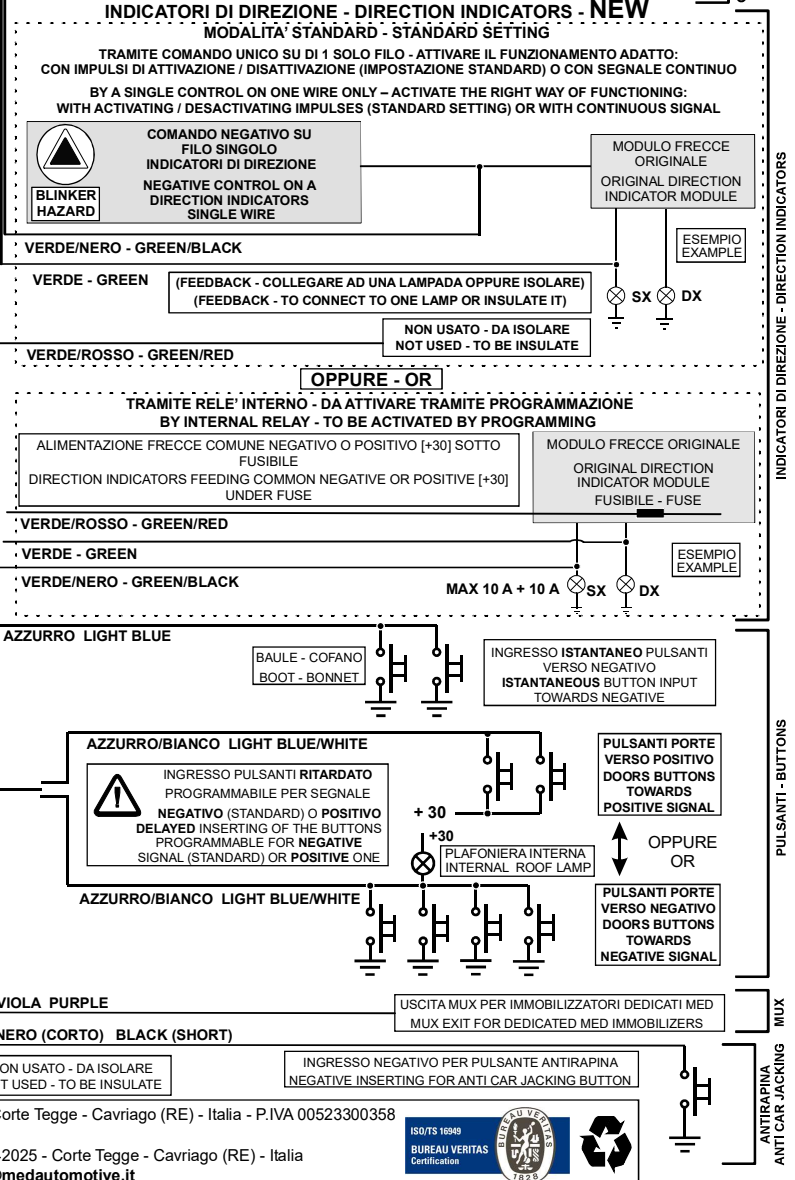 INDICATORI DI DIREZIONE - DIRECTION INDICATORS - NEW
MODALITA' STANDARD - STANDARD SETTING
TRAMITE COMANDO UNICO SU DI 1 SOLO FILO - ATTIVARE IL FUNZIONAMENTO ADATTO:
CON IMPULSI DI ATTIVAZIONE / DISATTIVAZIONE (IMPOSTAZIONE STANDARD) O CON SEGNALE CONTINUO
BY A SINGLE CONTROL ON ONE WIRE ONLY – ACTIVATE THE RIGHT WAY OF FUNCTIONING:
WITH ACTIVATING / DESACTIVATING IMPULSES (STANDARD SETTING) OR WITH CONTINUOUS SIGNAL
BLINKER
HAZARD
COMANDO NEGATIVO SU
FILO SINGOLO
INDICATORI DI DIREZIONE
NEGATIVE CONTROL ON A
DIRECTION INDICATORS
SINGLE WIRE
MODULO FRECCE
ORIGINALE
ORIGINAL DIRECTION
INDICATOR MODULE
VERDE/NERO - GREEN/BLACK
ESEMPIO
EXAMPLE
VERDE - GREEN
(FEEDBACK - COLLEGARE AD UNA LAMPADA OPPURE ISOLARE)
(FEEDBACK - TO CONNECT TO ONE LAMP OR INSULATE IT)
SX DX
NON USATO - DA ISOLARE
NOT USED - TO BE INSULATE
VERDE/ROSSO - GREEN/RED
INDICATORI DI DIREZIONE - DIRECTION INDICATORS
OPPURE - OR
TRAMITE RELE' INTERNO - DA ATTIVARE TRAMITE PROGRAMMAZIONE
BY INTERNAL RELAY - TO BE ACTIVATED BY PROGRAMMING
ALIMENTAZIONE FRECCE COMUNE NEGATIVO O POSITIVO [+30] SOTTO
FUSIBILE
DIRECTION INDICATORS FEEDING COMMON NEGATIVE OR POSITIVE [+30]
UNDER FUSE
MODULO FRECCE ORIGINALE
ORIGINAL DIRECTION
INDICATOR MODULE
FUSIBILE - FUSE
VERDE/ROSSO - GREEN/RED
VERDE - GREEN
VERDE/NERO - GREEN/BLACK
ESEMPIO
EXAMPLE
MAX 10 A + 10 A SX DX
AZZURRO LIGHT BLUE
BAULE - COFANO
BOOT - BONNET
INGRESSO ISTANTANEO PULSANTI
VERSO NEGATIVO
ISTANTANEOUS BUTTON INPUT
TOWARDS NEGATIVE
AZZURRO/BIANCO LIGHT BLUE/WHITE
INGRESSO PULSANTI RITARDATO
PROGRAMMABILE PER SEGNALE
NEGATIVO (STANDARD) O POSITIVO
DELAYED INSERTING OF THE BUTTONS
PROGRAMMABLE FOR NEGATIVE
SIGNAL (STANDARD) OR POSITIVE ONE
+ 30
+30
PLAFONIERA INTERNA
INTERNAL ROOF LAMP
PULSANTI PORTE
VERSO POSITIVO
DOORS BUTTONS
TOWARDS
POSITIVE SIGNAL
OPPURE
OR
AZZURRO/BIANCO LIGHT BLUE/WHITE
PULSANTI PORTE
VERSO NEGATIVO
DOORS BUTTONS
TOWARDS
NEGATIVE SIGNAL
PULSANTI - BUTTONS
VIOLA PURPLE
USCITA MUX PER IMMOBILIZZATORI DEDICATI MED
MUX EXIT FOR DEDICATED MED IMMOBILIZERS
MUX
NERO (CORTO) BLACK (SHORT)
ON USATO - DA ISOLARE
T USED - TO BE INSULATE
INGRESSO NEGATIVO PER PULSANTE ANTIRAPINA
NEGATIVE INSERTING FOR ANTI CAR JACKING BUTTON
ANTIRAPINA
ANTI CAR JACKING
Corte Tegge - Cavriago (RE) - Italia - P.IVA 00523300358
2025 - Corte Tegge - Cavriago (RE) - Italia
@medautomotive.it
ISO/TS 16949
BUREAU VERITAS
Certification
BUREAU VERITAS
1828